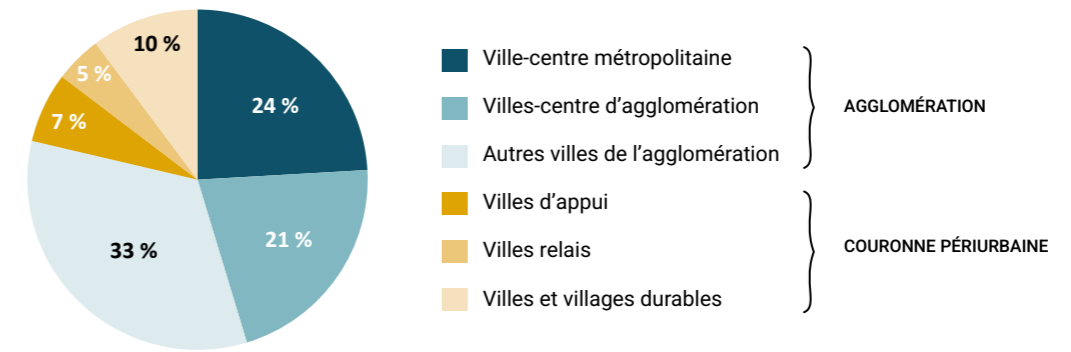 10 %
5 %
7 %
24 %
33 %
21 %
Ville-centre métropolitaine
Villes-centre d’agglomération
Autres villes de l’agglomération
AGGLOMÉRATION
Villes d’appui
Villes relais
Villes et villages durables
COURONNE PÉRIURBAINE